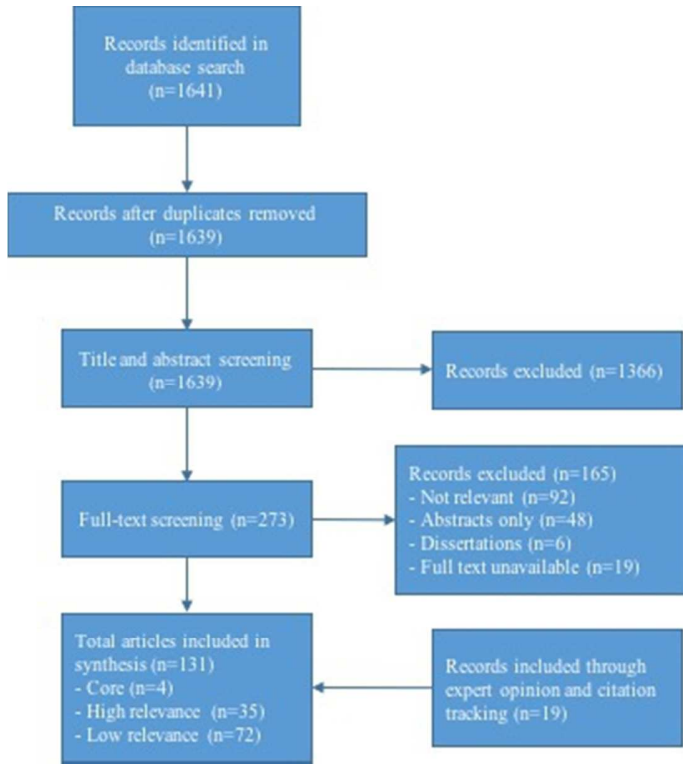 Records identified in
database search
(n=1641)
Records after duplicates removed
(n=1639)
Title and abstract screening
(n=1639)
Records excluded (n=1366)
Full-text screening (n=273)
Records excluded (n=165)
- Not relevant (n=92)
- Abstracts only (n=48)
- Dissertations (n=6)
- Full text unavailable (n=19)
Total articles included in
synthesis (n=131)
- Core (n=4)
- High relevance (n=35)
- Low relevance (n=72)
Records included through
expert opinion and citation
tracking (n=19)